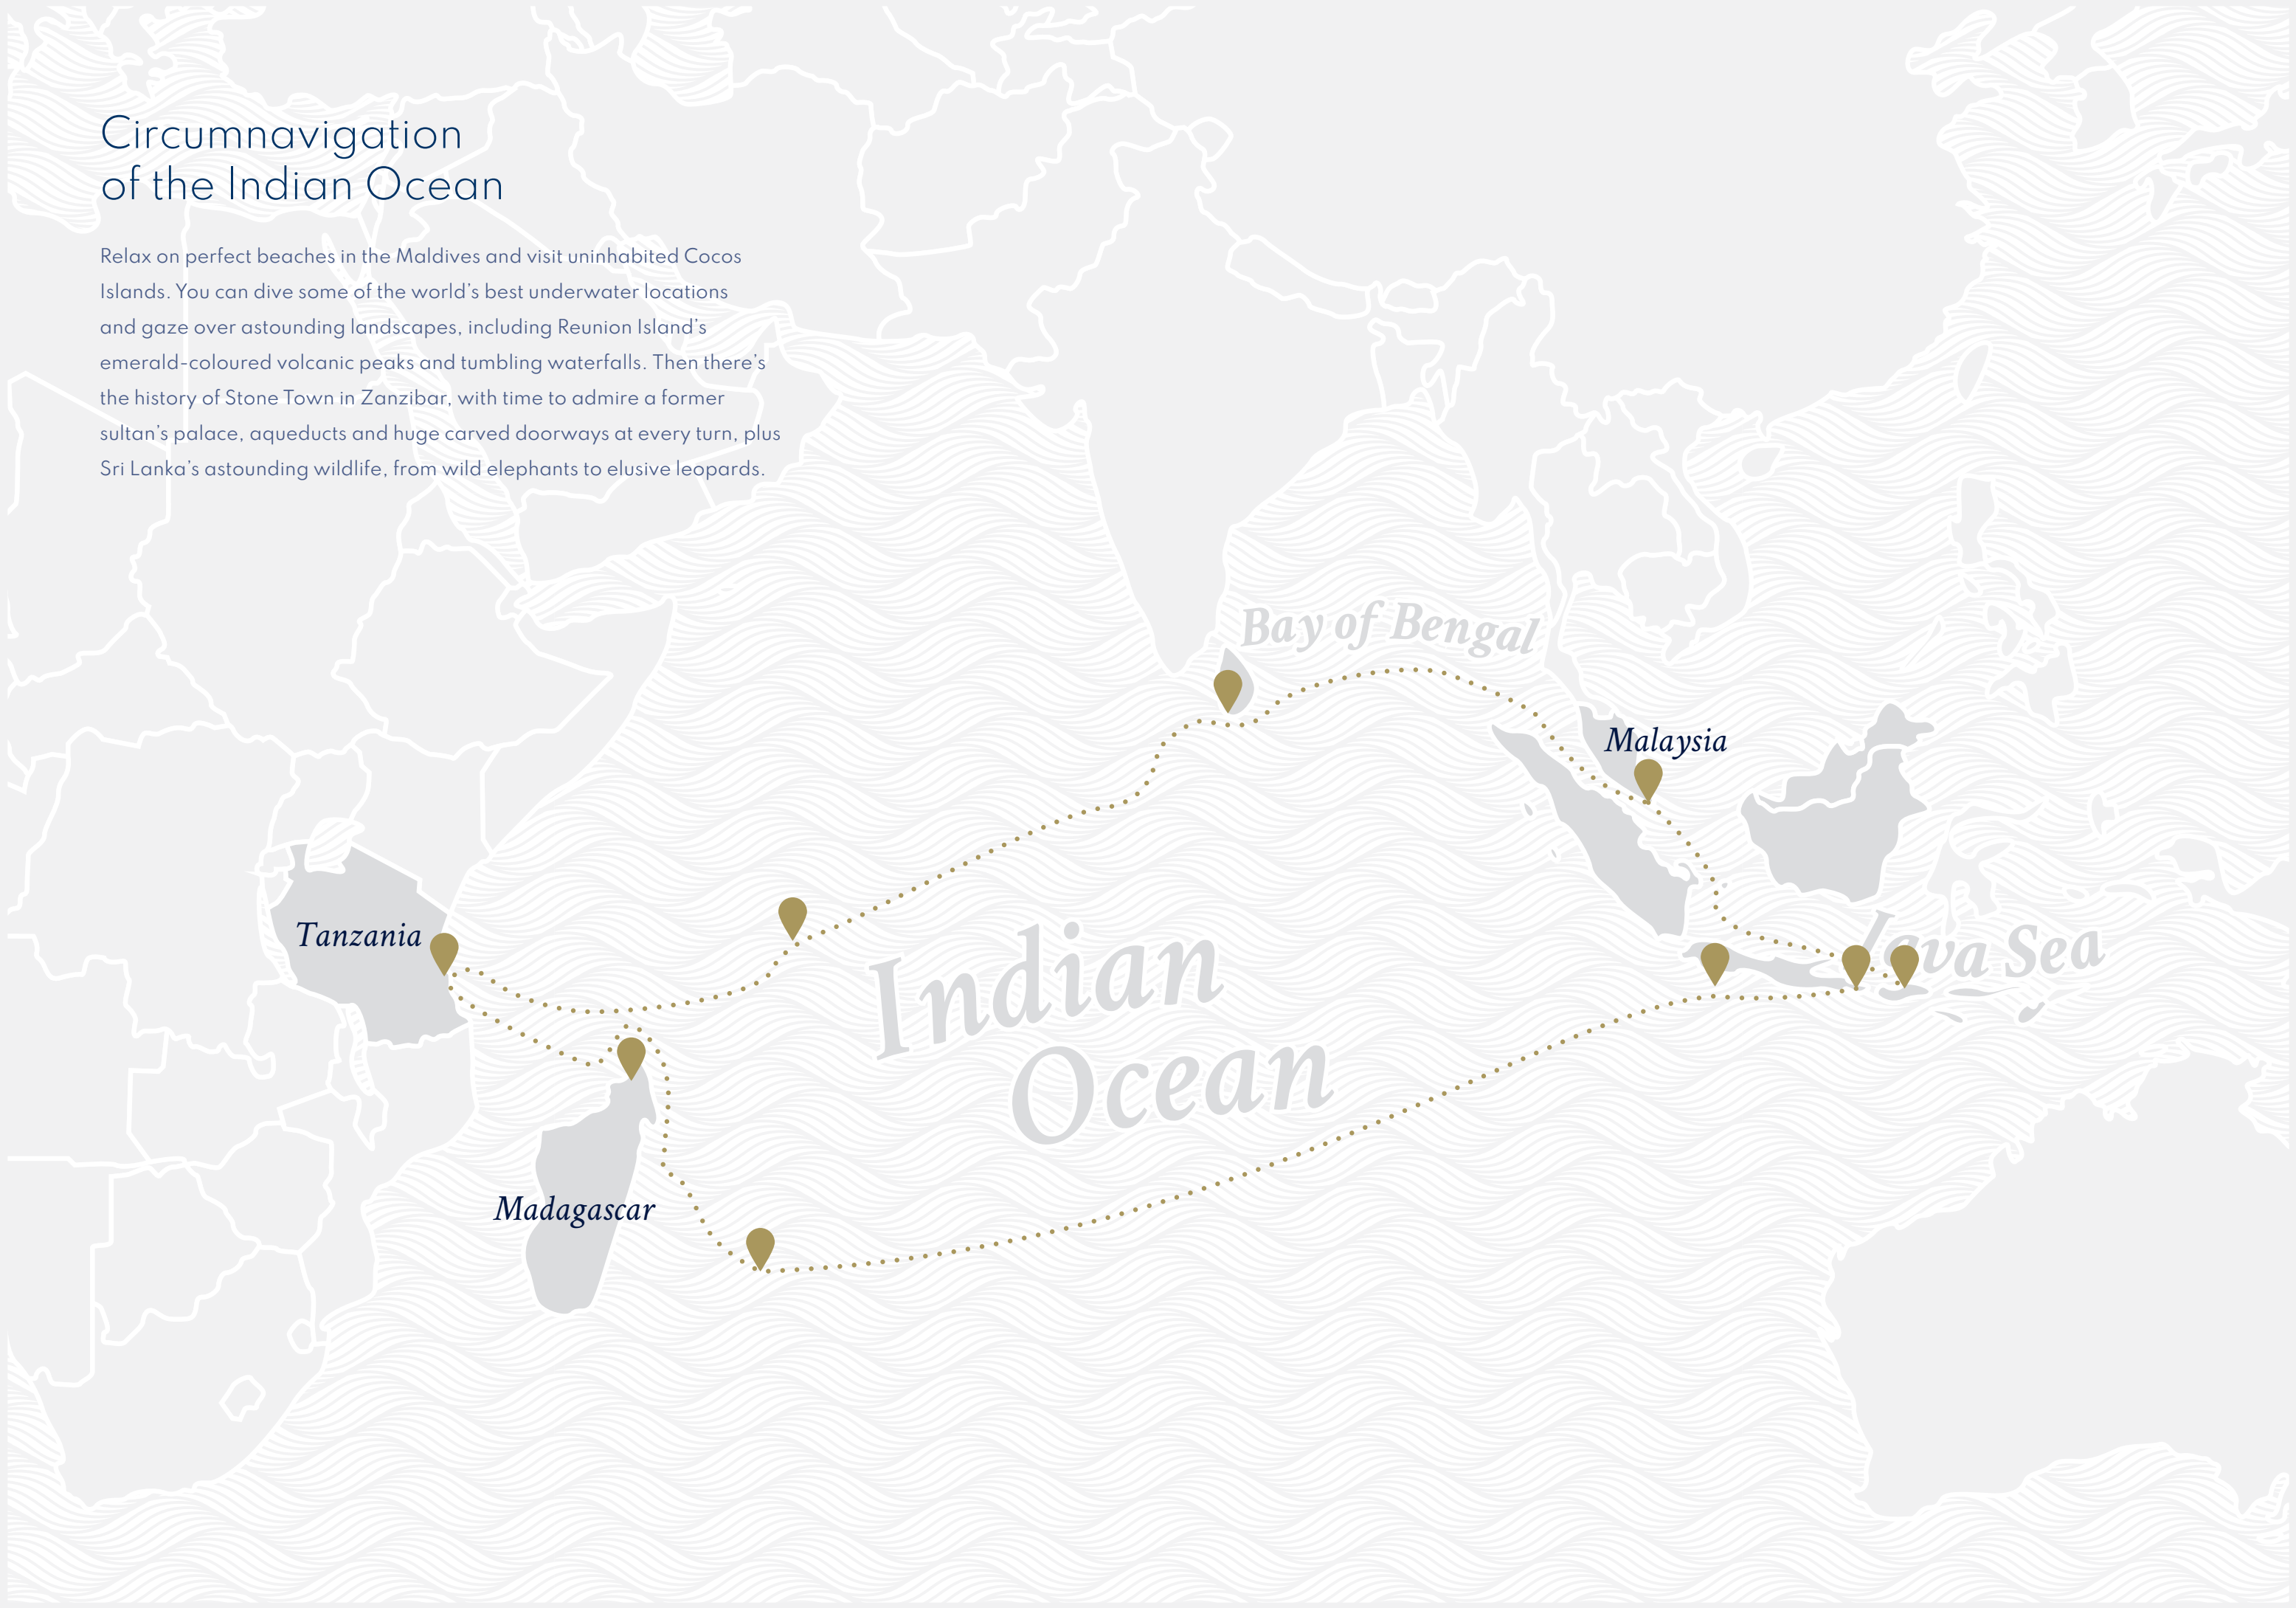 Circumnavigation
of the Indian Ocean
Relax on perfect beaches in the Maldives and visit uninhabited Cocos
Islands. You can dive some of the world’s best underwater locations
and gaze over astounding landscapes, including Reunion Island’s
emerald-coloured volcanic peaks and tumbling waterfalls. Then there’s
the history of Stone Town in Zanzibar, with time to admire a former
sultan’s palace, aqueducts and huge carved doorways at every turn, plus
Sri Lanka’s astounding wildlife, from wild elephants to elusive leopards.
Bay of Bengal
Malaysia
Tanzania
Java Sea
Indian
Ocean
Madagascar